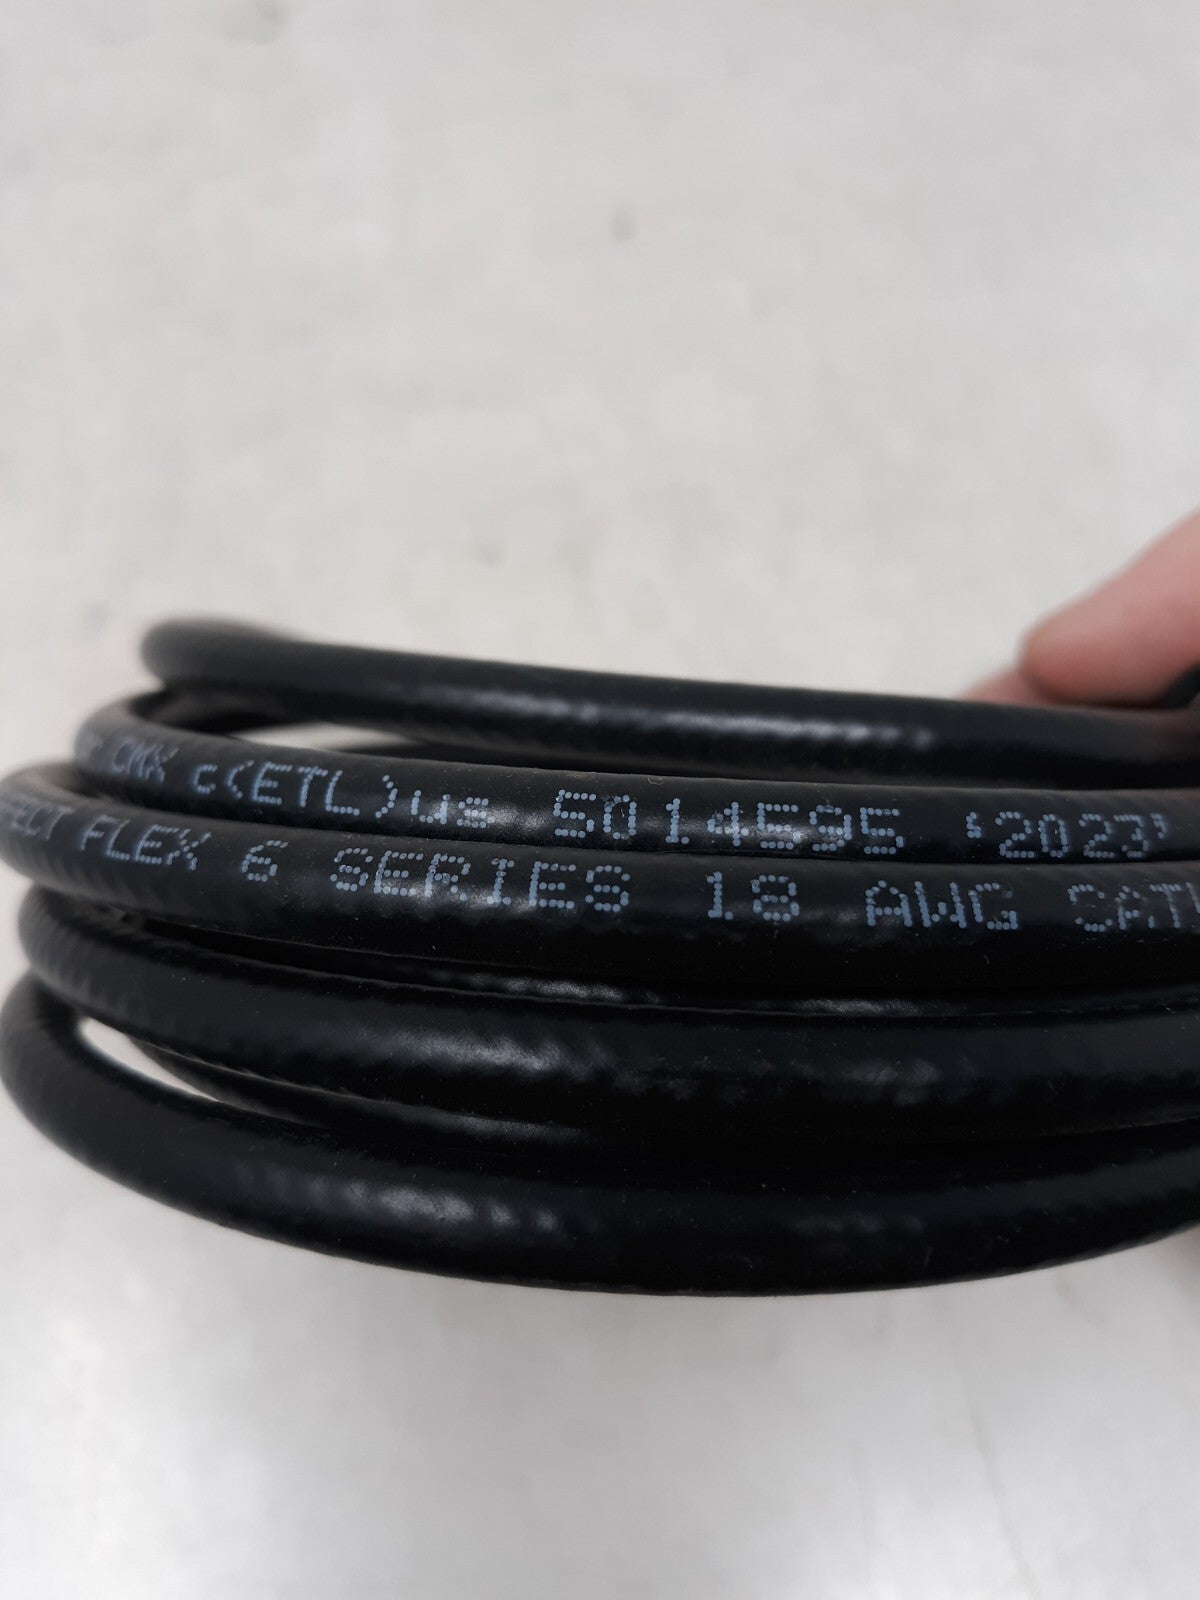 CMX c(ETL)us 5014595 '2023'
FLEX 6 SERIES 18 AWG